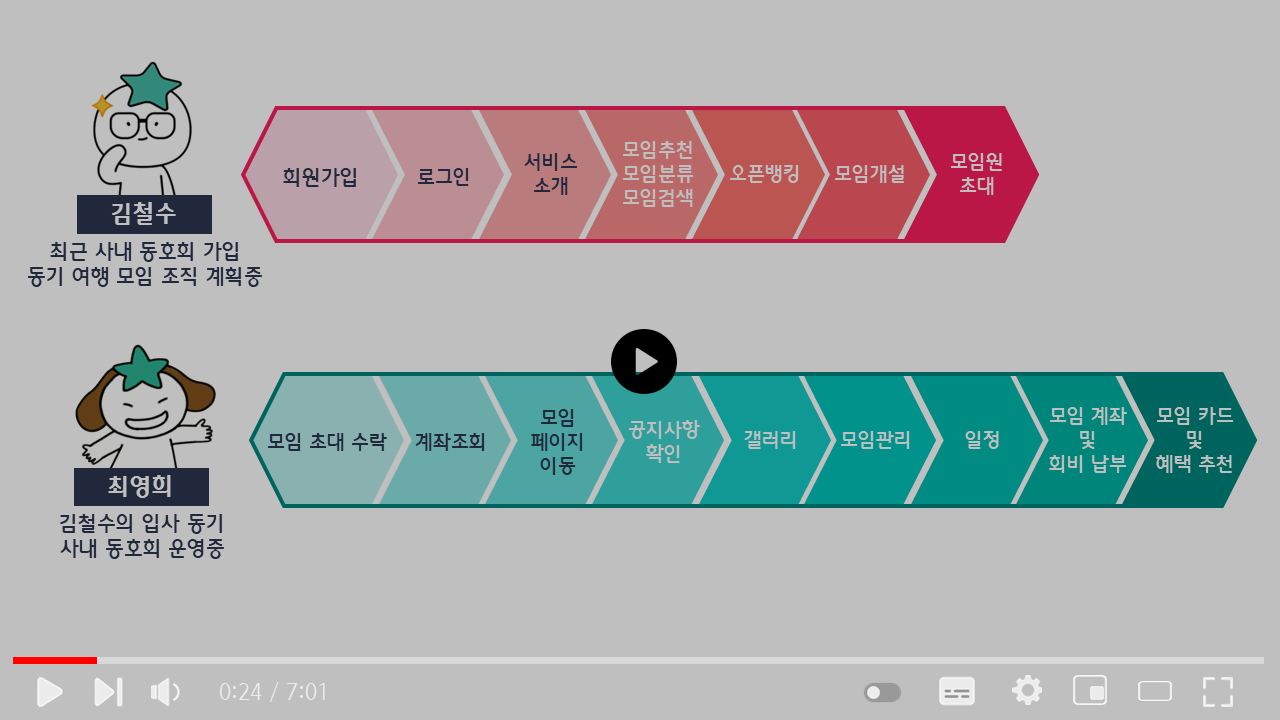 김철수
최근 사내 동호회 가입
동기 여행 모임 조직 계획중
회원가입
로그인
서비스
소개
모임추천
모임분류
모임검색
오픈뱅킹
모임개설
모임원
초대
최영희
김철수의 입사 동기
사내 동호회 운영중
모임 초대 수락
계좌조회
모임
페이지
이동
공지사항
확인
갤러리
모임관리
일정
모임 계좌
및
회비 납부
모임 카드
및
혜택 추천
0:24 / 7:01